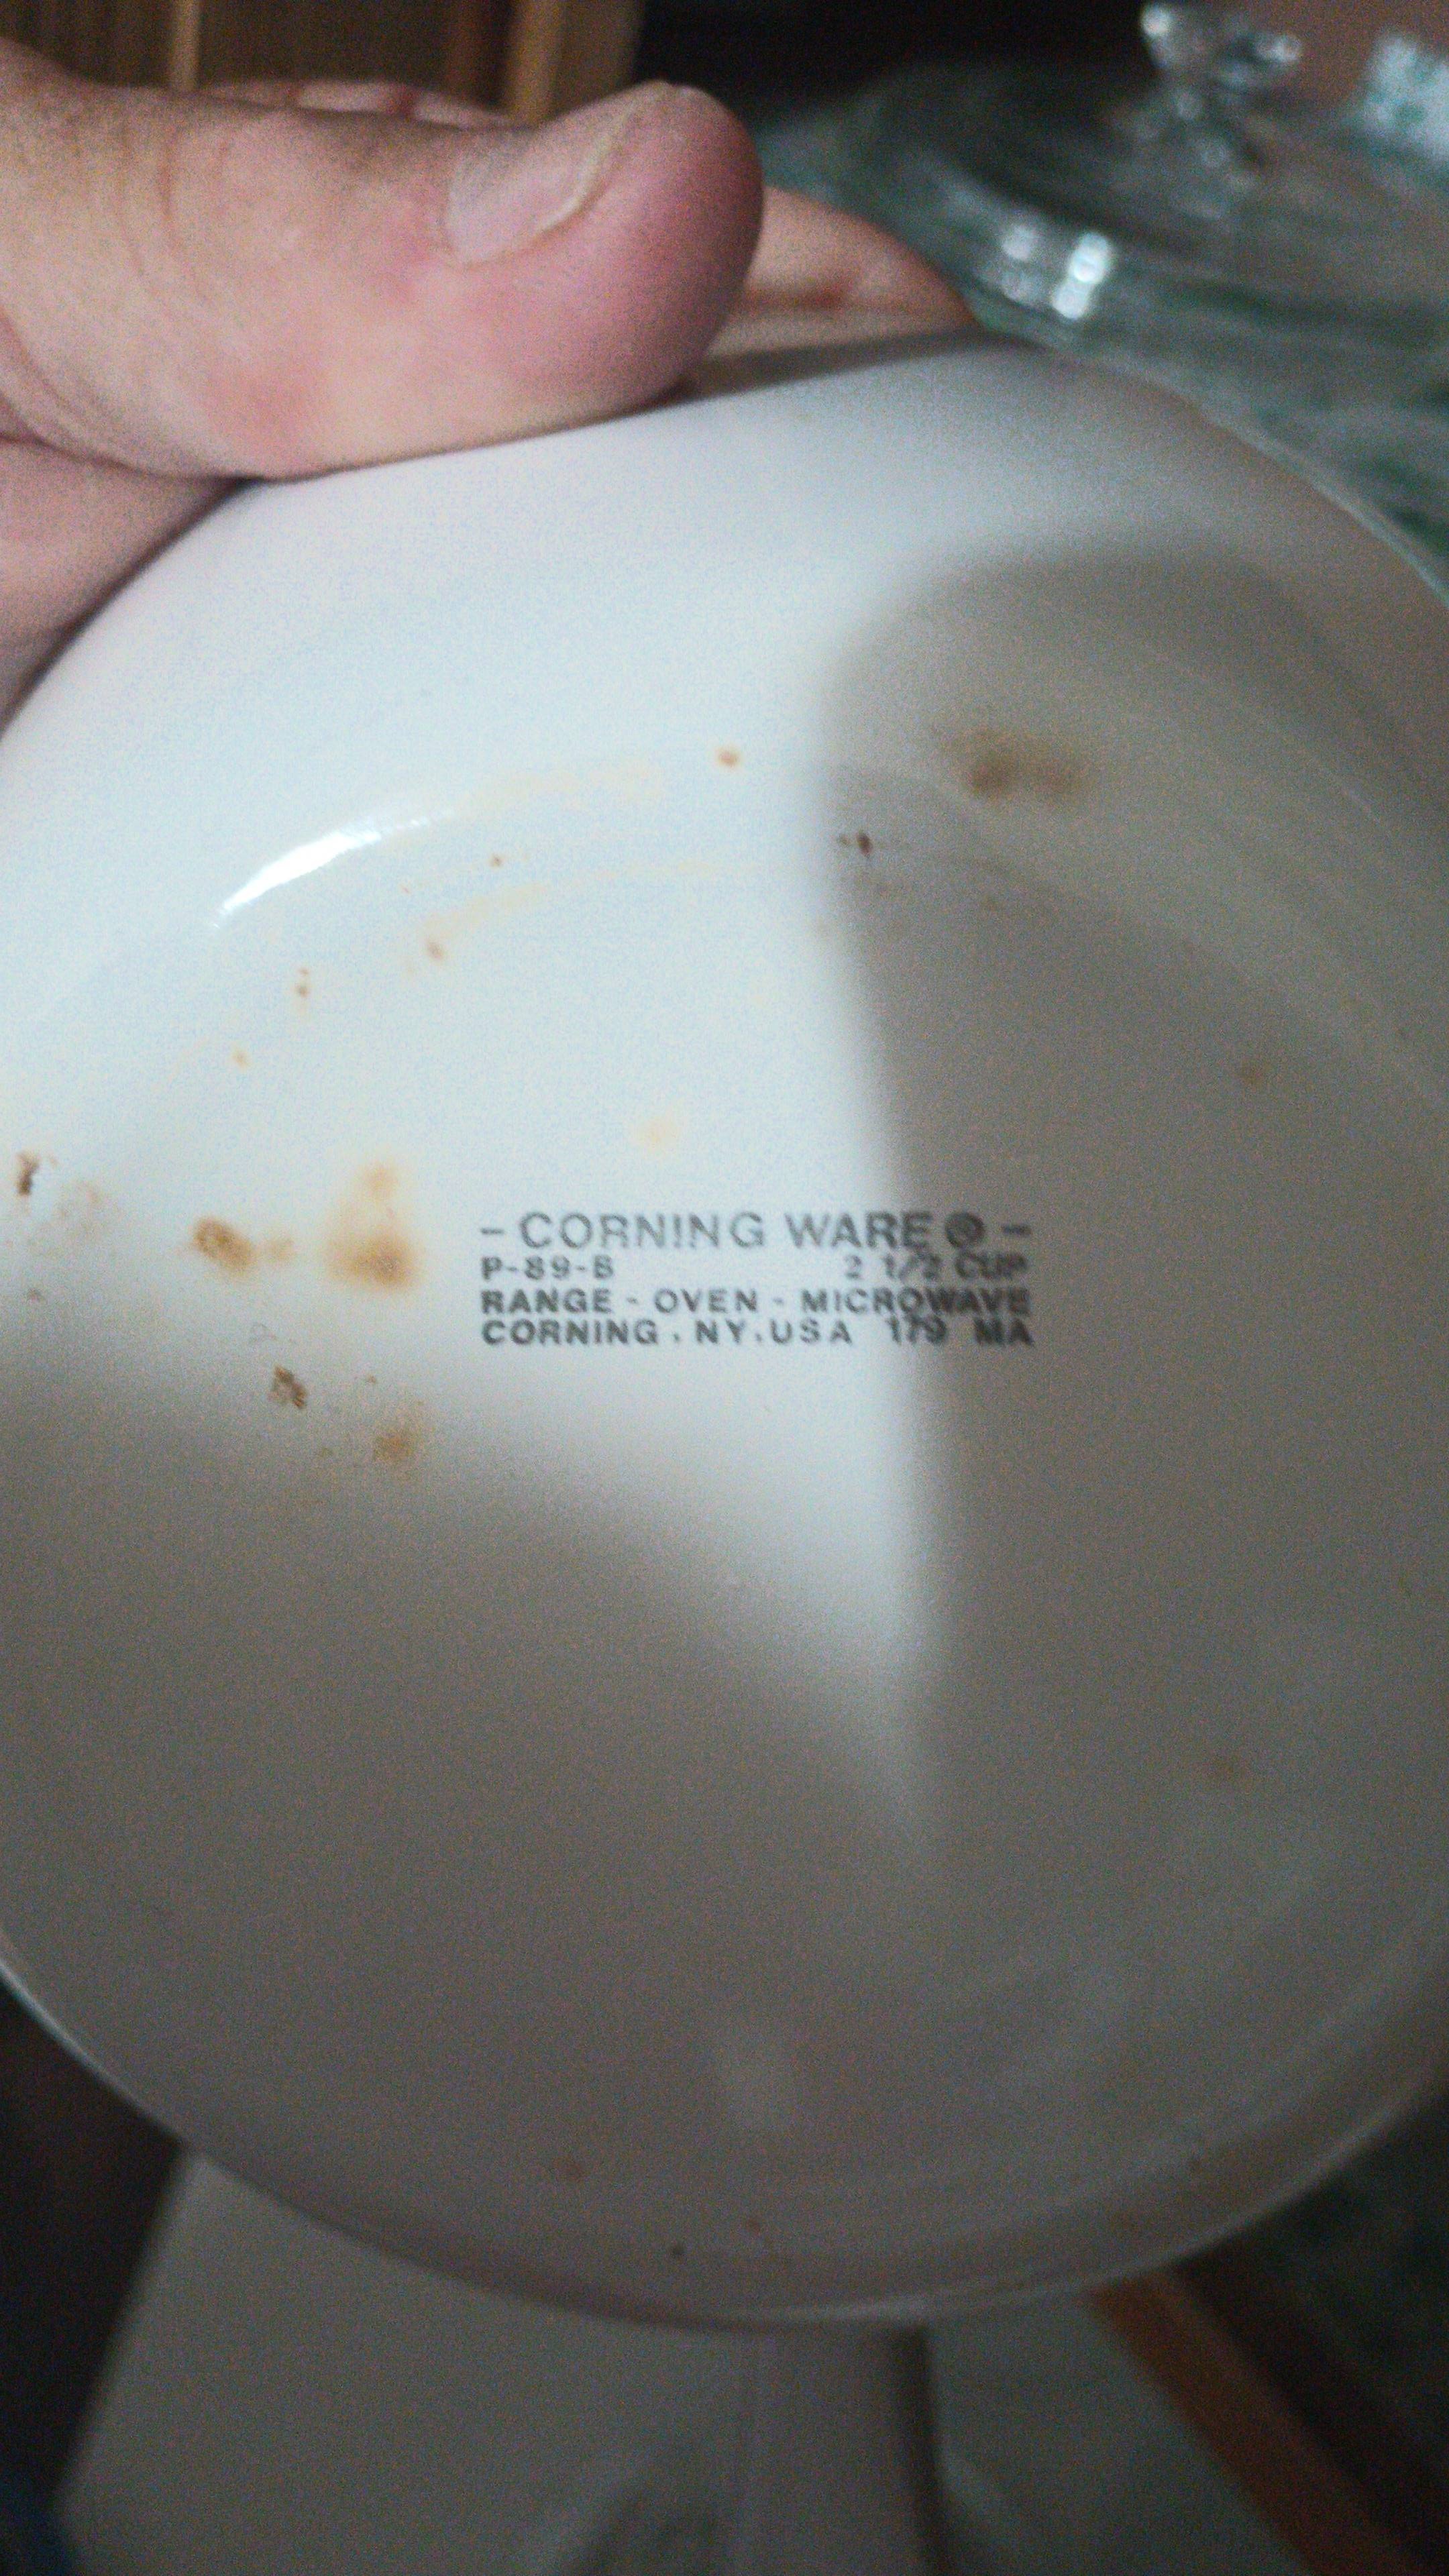 - CORNING WARE ® -
P-89-B 2 1/2 CUP
RANGE - OVEN - MICROWAVE
CORNING . NY . USA 179 MA